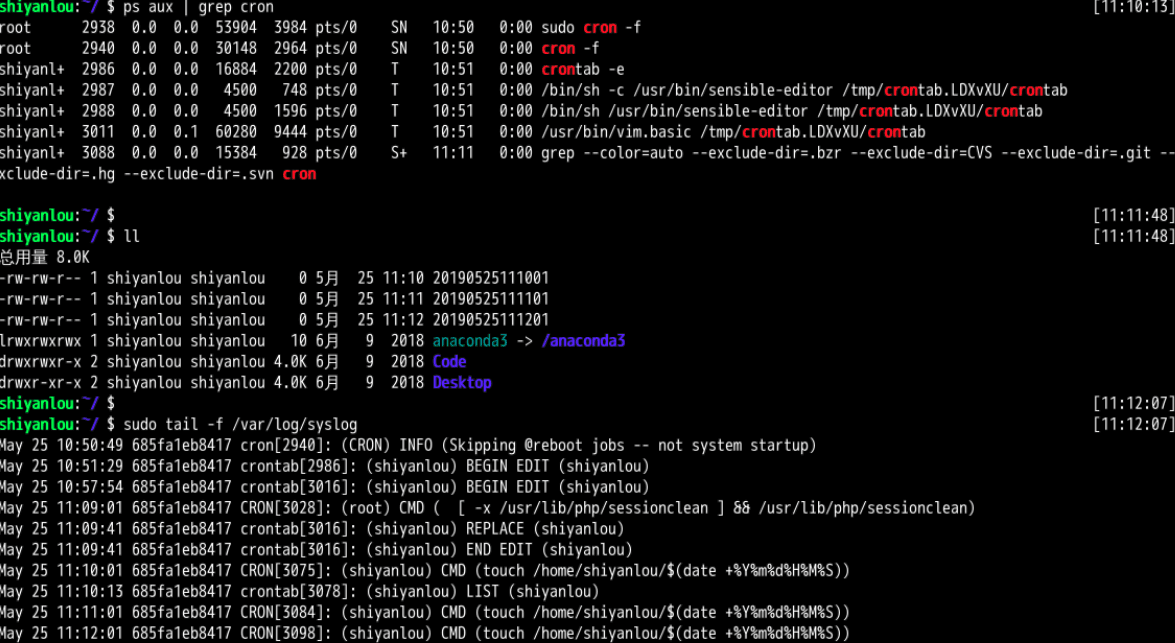 shiyanlou:~/ $ ps aux | grep cron [11:10:13]
root 2938 0.0 0.0 53904 3984 pts/0 SN 10:50 0:00 sudo cron -f
root 2940 0.0 0.0 30148 2964 pts/0 SN 10:50 0:00 cron -f
shiyanl+ 2986 0.0 0.0 16884 2200 pts/0 T 10:51 0:00 crontab -e
shiyanl+ 2987 0.0 0.0 4500 748 pts/0 T 10:51 0:00 /bin/sh -c /usr/bin/sensible-editor /tmp/crontab.LDXvXU/crontab
shiyanl+ 2988 0.0 0.0 4500 1596 pts/0 T 10:51 0:00 /bin/sh /usr/bin/sensible-editor /tmp/crontab.LDXvXU/crontab
shiyanl+ 3011 0.0 0.1 60280 9444 pts/0 T 10:51 0:00 /usr/bin/vim.basic /tmp/crontab.LDXvXU/crontab
shiyanl+ 3088 0.0 0.0 15384 928 pts/0 S+ 11:11 0:00 grep --color=auto --exclude-dir=.bzr --exclude-dir=CVS --exclude-dir=.git --
xclude-dir=.hg --exclude-dir=.svn cron
shiyanlou:~/ $ [11:11:48]
shiyanlou:~/ $ ll [11:11:48]
总用量 8.0K
-rw-rw-r-- 1 shiyanlou shiyanlou 0 5月 25 11:10 20190525111001
-rw-rw-r-- 1 shiyanlou shiyanlou 0 5月 25 11:11 20190525111101
-rw-rw-r-- 1 shiyanlou shiyanlou 0 5月 25 11:12 20190525111201
lrwxrwxrwx 1 shiyanlou shiyanlou 10 6月 9 2018 anaconda3 -> /anaconda3
drwxrwxr-x 2 shiyanlou shiyanlou 4.0K 6月 9 2018 Code
drwxr-xr-x 2 shiyanlou shiyanlou 4.0K 6月 9 2018 Desktop
shiyanlou:~/ $ [11:12:07]
shiyanlou:~/ $ sudo tail -f /var/log/syslog [11:12:07]
May 25 10:50:49 685fa1eb8417 cron[2940]: (CRON) INFO (Skipping @reboot jobs -- not system startup)
May 25 10:51:29 685fa1eb8417 crontab[2986]: (shiyanlou) BEGIN EDIT (shiyanlou)
May 25 10:57:54 685fa1eb8417 crontab[3016]: (shiyanlou) BEGIN EDIT (shiyanlou)
May 25 11:09:01 685fa1eb8417 CRON[3028]: (root) CMD (  [ -x /usr/lib/php/sessionclean ] && /usr/lib/php/sessionclean)
May 25 11:09:41 685fa1eb8417 crontab[3016]: (shiyanlou) REPLACE (shiyanlou)
May 25 11:09:41 685fa1eb8417 crontab[3016]: (shiyanlou) END EDIT (shiyanlou)
May 25 11:10:01 685fa1eb8417 CRON[3075]: (shiyanlou) CMD (touch /home/shiyanlou/$(date +%Y%m%d%H%M%S))
May 25 11:10:13 685fa1eb8417 crontab[3078]: (shiyanlou) LIST (shiyanlou)
May 25 11:11:01 685fa1eb8417 CRON[3084]: (shiyanlou) CMD (touch /home/shiyanlou/$(date +%Y%m%d%H%M%S))
May 25 11:12:01 685fa1eb8417 CRON[3098]: (shiyanlou) CMD (touch /home/shiyanlou/$(date +%Y%m%d%H%M%S))